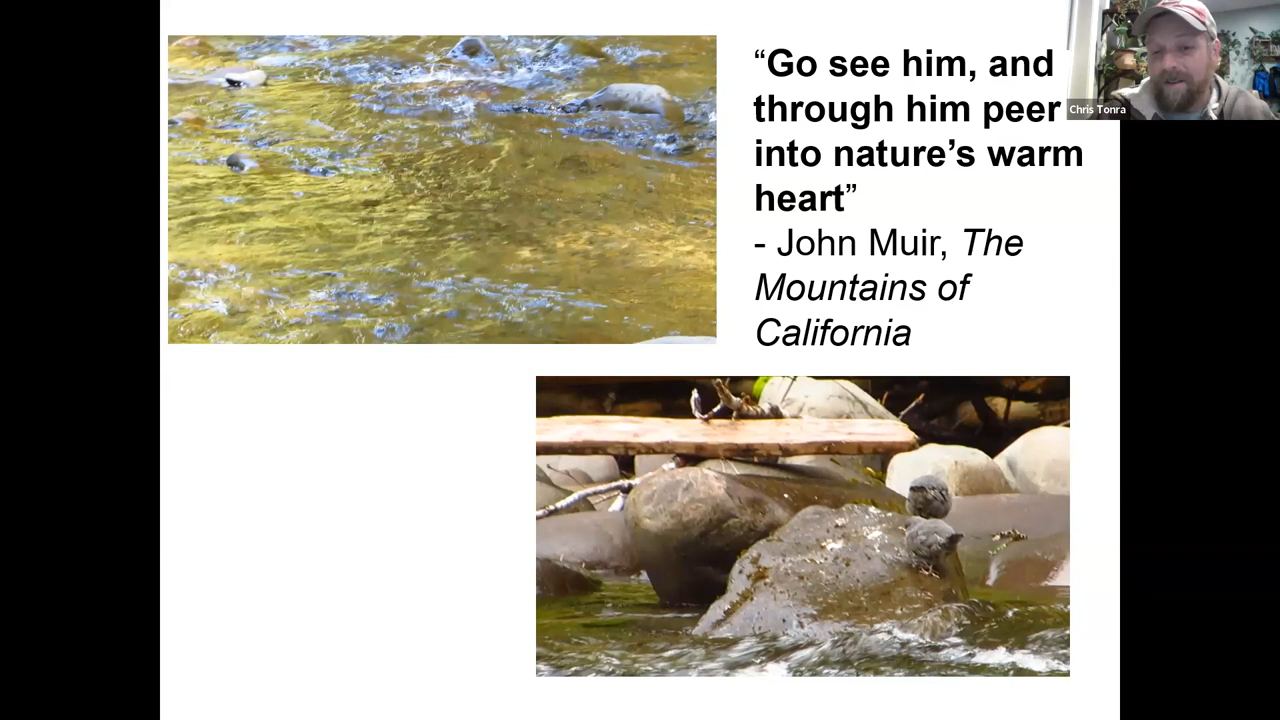 “Go see him, and
through him peer
into nature’s warm
heart”
- John Muir, The
Mountains of
California
Chris Tonra